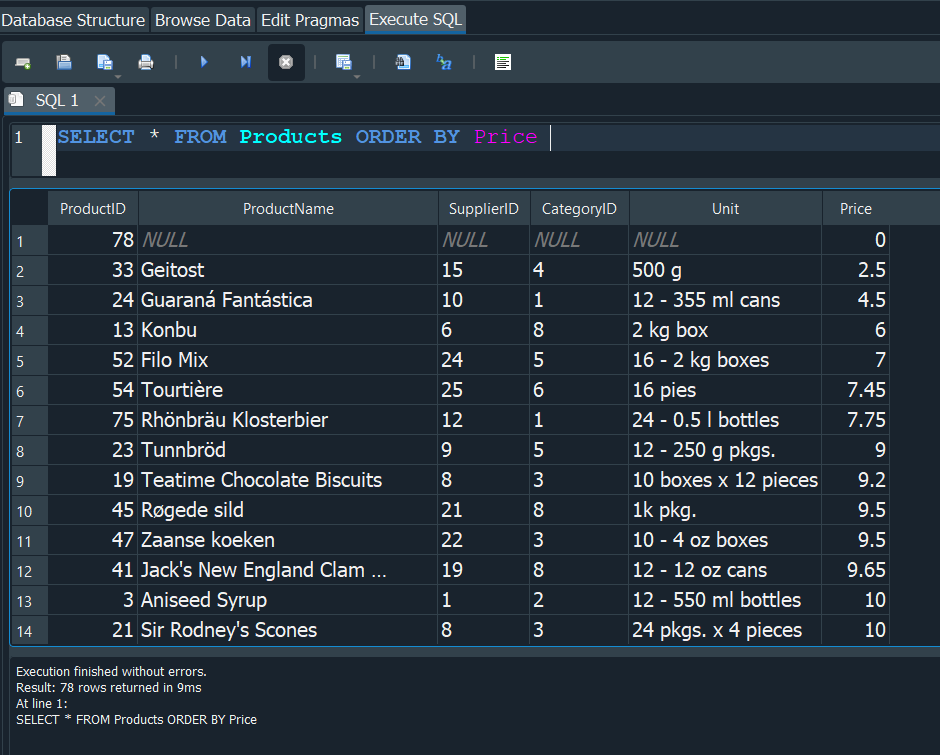 Database Structure Browse Data Edit Pragmas Execute SQL
SQL 1
1 SELECT * FROM Products ORDER BY Price
ProductID ProductName SupplierID CategoryID Unit Price
1 78 NULL NULL NULL NULL 0
2 33 Geitost 15 4 500 g 2.5
3 24 Guaraná Fantástica 10 1 12 - 355 ml cans 4.5
4 13 Konbu 6 8 2 kg box 6
5 52 Filo Mix 24 5 16 - 2 kg boxes 7
6 54 Tourtière 25 6 16 pies 7.45
7 75 Rhönbräu Klosterbier 12 1 24 - 0.5 l bottles 7.75
8 23 Tunnbröd 9 5 12 - 250 g pkgs. 9
9 19 Teatime Chocolate Biscuits 8 3 10 boxes x 12 pieces 9.2
10 45 Røgede sild 21 8 1k pkg. 9.5
11 47 Zaanse koeken 22 3 10 - 4 oz boxes 9.5
12 41 Jack's New England Clam ... 19 8 12 - 12 oz cans 9.65
13 3 Aniseed Syrup 1 2 12 - 550 ml bottles 10
14 21 Sir Rodney's Scones 8 3 24 pkgs. x 4 pieces 10
Execution finished without errors.
Result: 78 rows returned in 9ms
At line 1:
SELECT * FROM Products ORDER BY Price